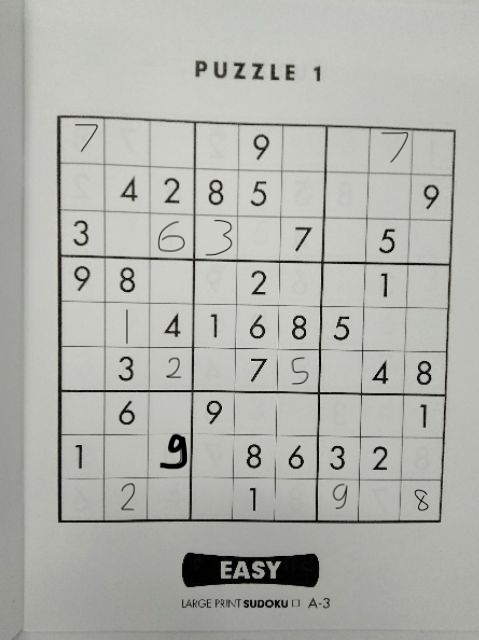 PUZZLE 1
7 9 7
4 2 8 5 9
3 6 3 7 5
9 8 2 1
1 4 1 6 8 5
3 2 7 5 4 8
6 9 1
1 9 8 6 3 2
2 1 9 8
EASY
LARGE PRINT SUDOKU □ A-3